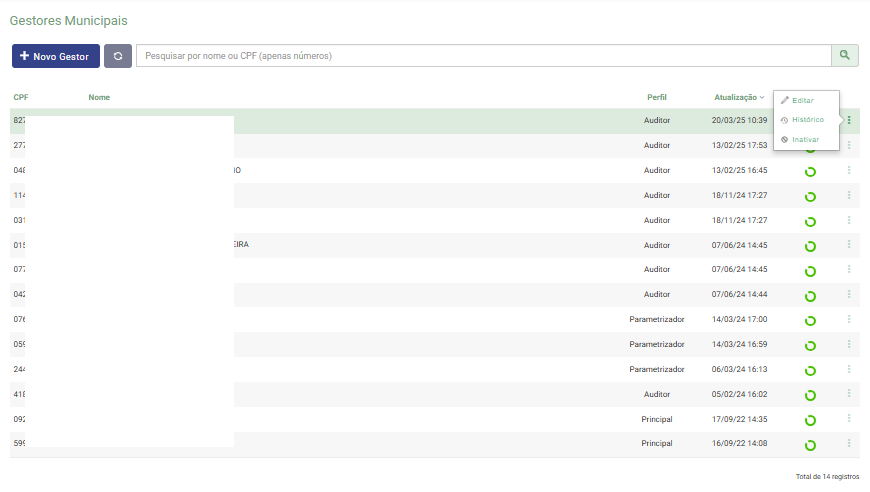 Gestores Municipais
Novo Gestor
Pesquisar por nome ou CPF (apenas números)
CPF Nome Perfil Atualização
Editar
827 Auditor 20/03/25 10:39 Histórico
Inativar
277 Auditor 13/02/25 17:53
048 IO Auditor 13/02/25 16:45
114 Auditor 18/11/24 17:27
031 Auditor 18/11/24 17:27
015 EIRA Auditor 07/06/24 14:45
077 Auditor 07/06/24 14:45
042 Auditor 07/06/24 14:44
076 Parametrizador 14/03/24 17:00
059 Parametrizador 14/03/24 16:59
244 Parametrizador 06/03/24 16:13
418 Auditor 05/02/24 16:02
092 Principal 17/09/22 14:35
599 Principal 16/09/22 14:08
Total de 14 registros